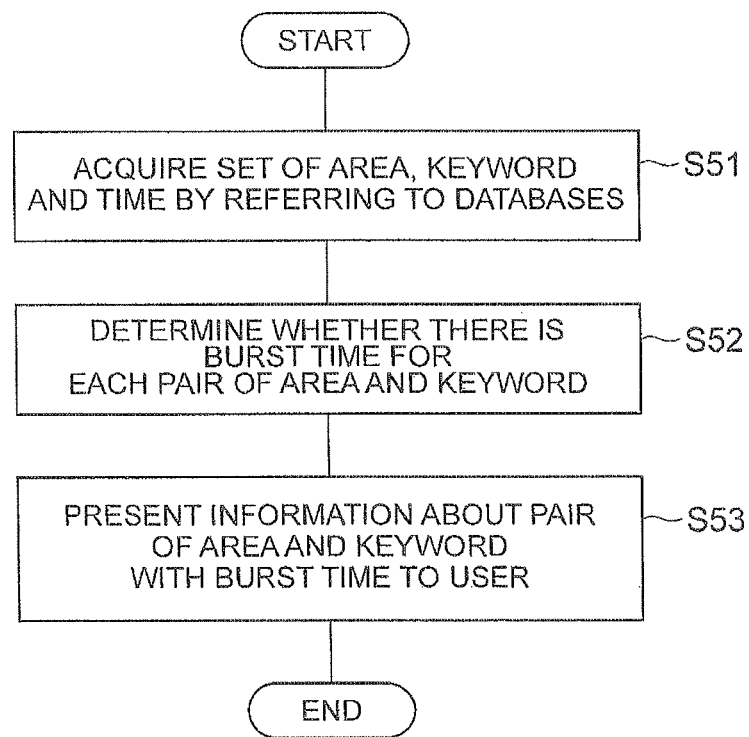 START
ACQUIRE SET OF AREA, KEYWORD
AND TIME BY REFERRING TO DATABASES
S51
DETERMINE WHETHER THERE IS
BURST TIME FOR
EACH PAIR OF AREA AND KEYWORD
S52
PRESENT INFORMATION ABOUT PAIR
OF AREA AND KEYWORD
WITH BURST TIME TO USER
S53
END